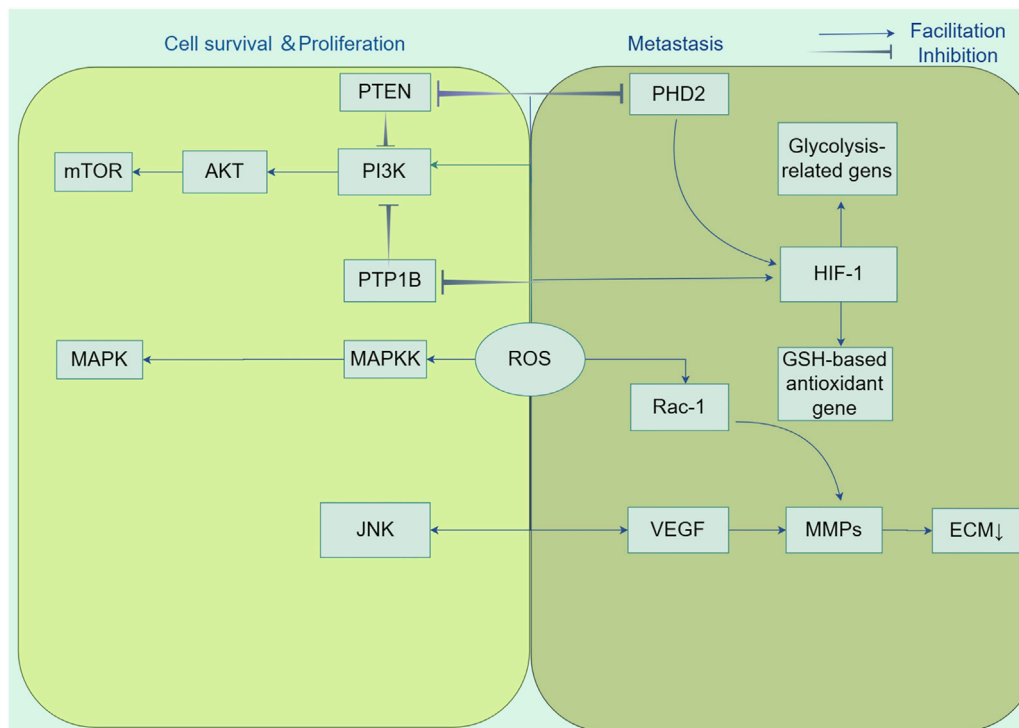 Cell survival &Proliferation
Metastasis
Facilitation
Inhibition
PTEN
PHD2
mTOR
AKT
PI3K
Glycolysis-
related gens
PTP1B
HIF-1
MAPK
MAPKK
ROS
GSH-based
antioxidant
gene
Rac-1
JNK
VEGF
MMPs
ECM↓